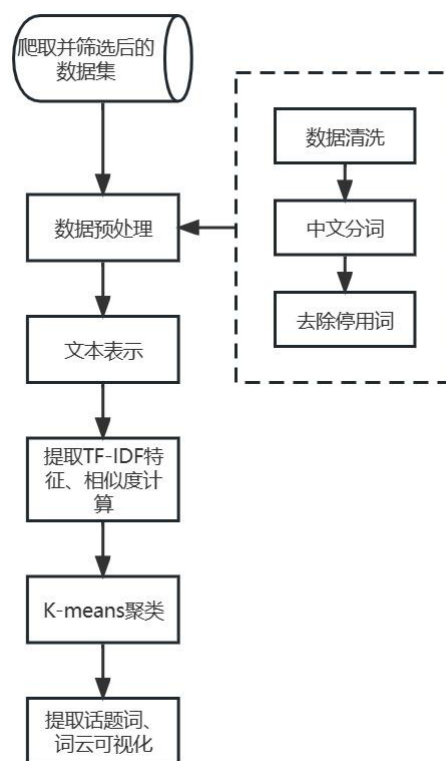 爬取并筛选后的
数据集
数据预处理
数据清洗
中文分词
去除停用词
文本表示
提取TF-IDF特
征、相似度计
算
K-means聚类
提取话题词、
词云可视化